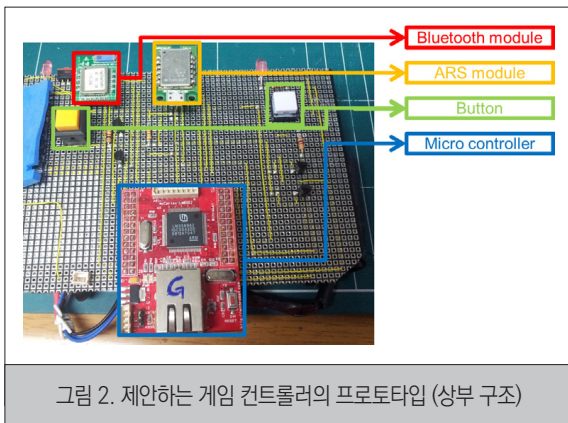 Bluetooth module
ARS module
Button
Micro controller
G
RESET
그림 2. 제안하는 게임 컨트롤러의 프로토타입 (상부 구조)